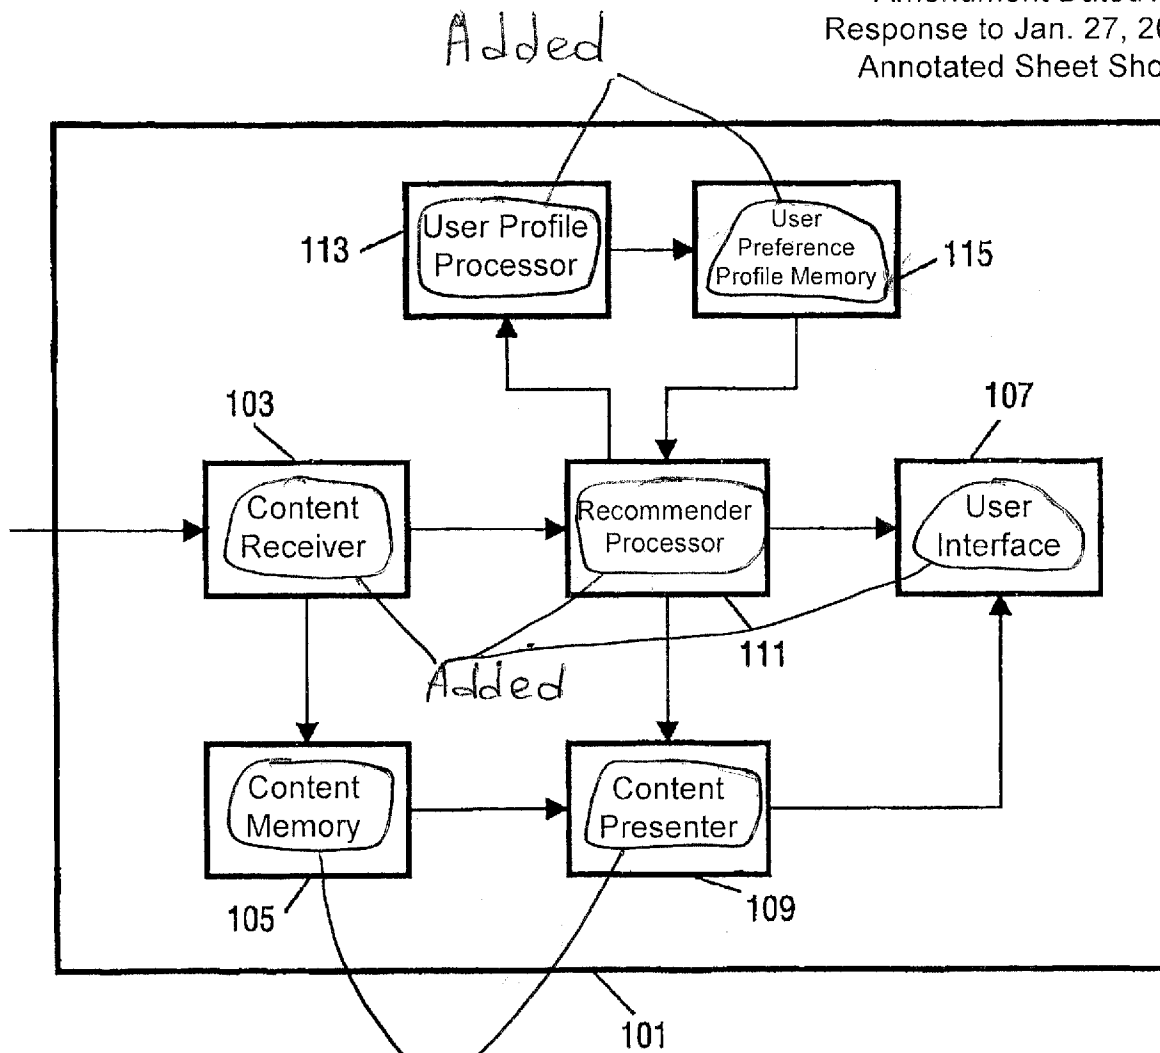 Added
Response to Jan. 27, 2
Annotated Sheet Sho
113
User Profile
Processor
User
Preference
Profile Memory
115
103
107
Content
Receiver
Recommender
Processor
User
Interface
111
Added
Content
Memory
Content
Presenter
105
109
101